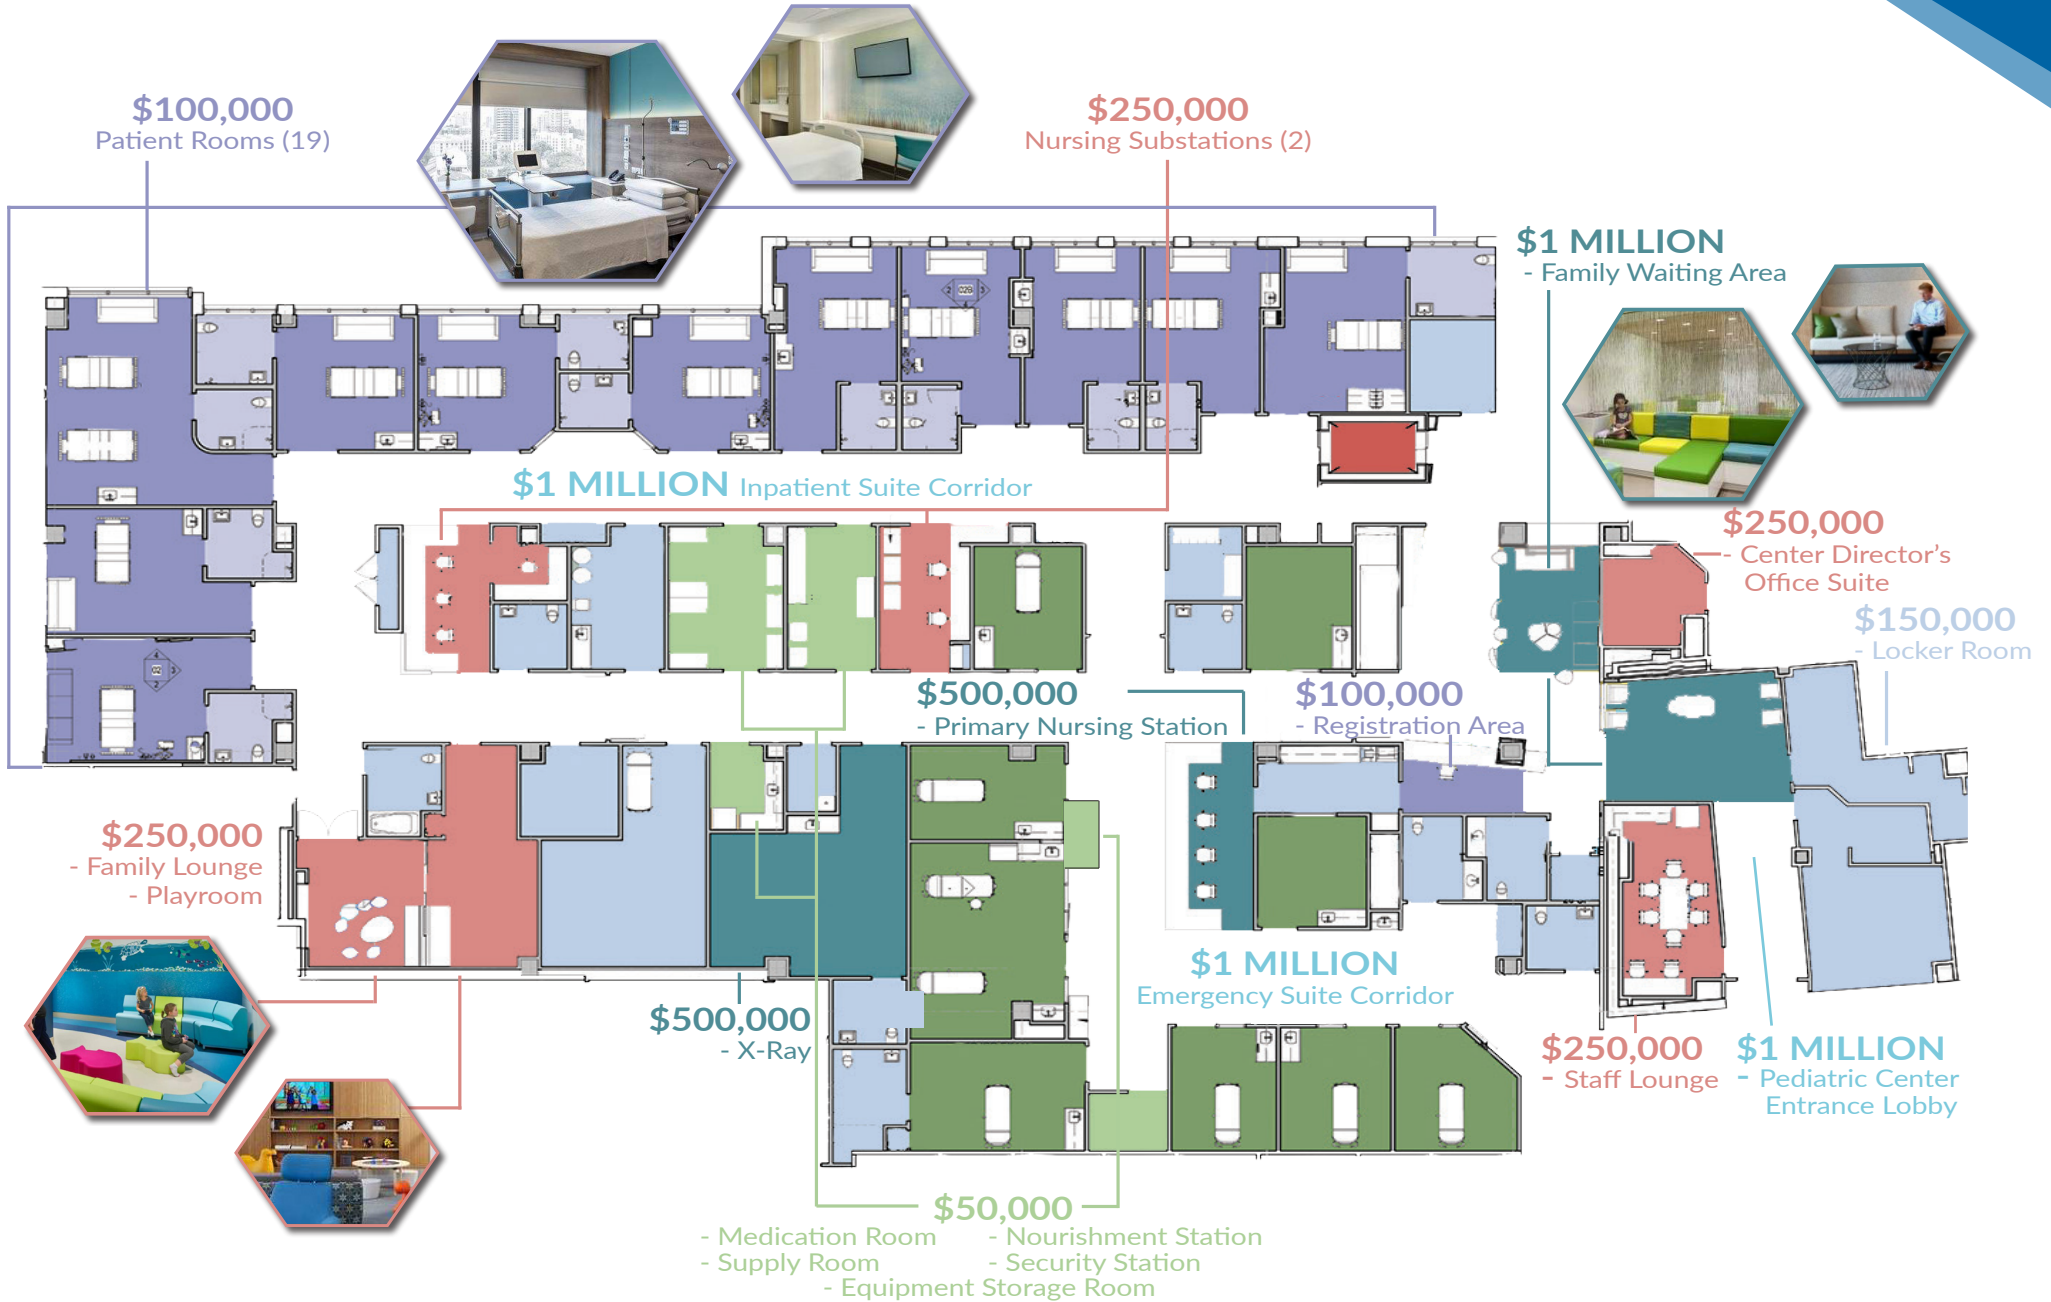 $100,000
Patient Rooms (19)
$250,000
Nursing Substations (2)
$1 MILLION
- Family Waiting Area
$1 MILLION Inpatient Suite Corridor
$250,000
- Center Director’s
Office Suite
$150,000
- Locker Room
$500,000
- Primary Nursing Station
$100,000
- Registration Area
$250,000
- Family Lounge
- Playroom
$500,000
- X-Ray
$1 MILLION
Emergency Suite Corridor
$250,000
- Staff Lounge
$1 MILLION
- Pediatric Center
Entrance Lobby
$50,000
- Medication Room
- Nourishment Station
- Supply Room
- Security Station
- Equipment Storage Room